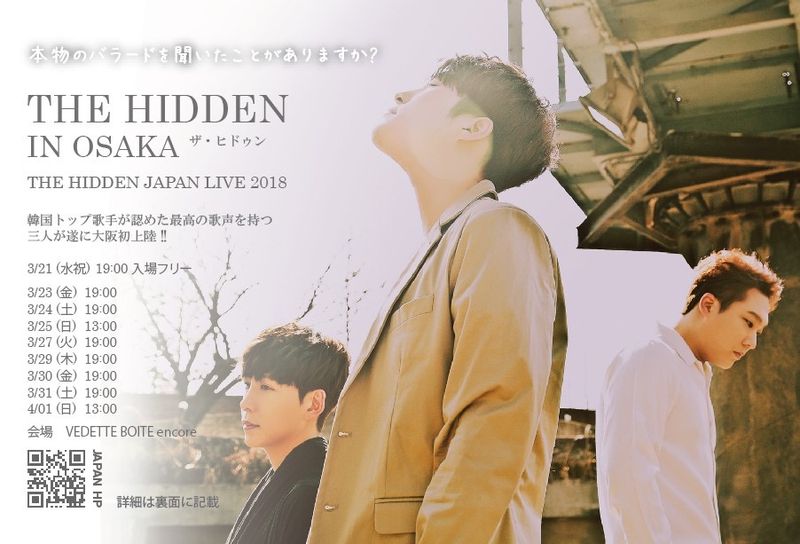 本物のバラードを聞いたことがありますか?
THE HIDDEN
IN OSAKA ザ・ヒドゥン
THE HIDDEN JAPAN LIVE 2018
韓国トップ歌手が認めた最高の歌声を持つ
三人が遂に大阪初上陸!!
3/21 (水祝) 19:00 入場フリー
3/23 (金) 19:00
3/24 (土) 19:00
3/25 (日) 13:00
3/27 (火) 19:00
3/29 (木) 19:00
3/30 (金) 19:00
3/31 (土) 19:00
4/01 (日) 13:00
会場 VEDETTE BOITE encore
JAPAN HP
詳細は裏面に記載